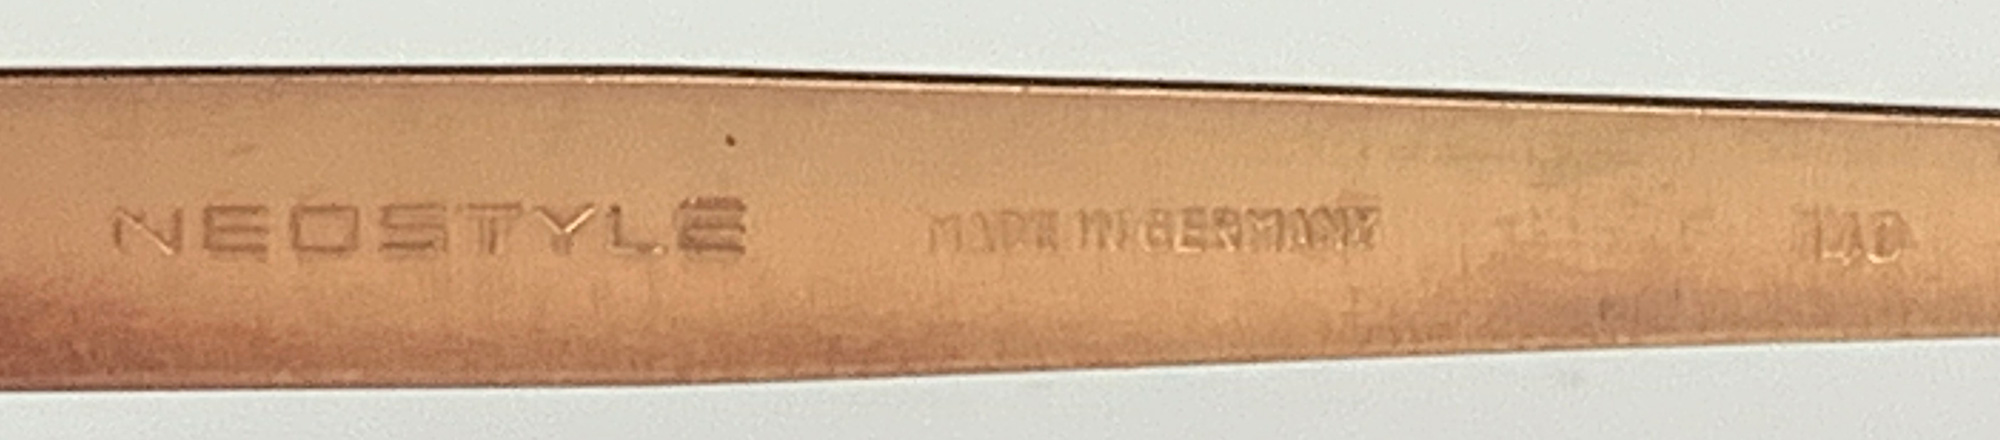 NEOSTYLE MADE IN GERMANY 140